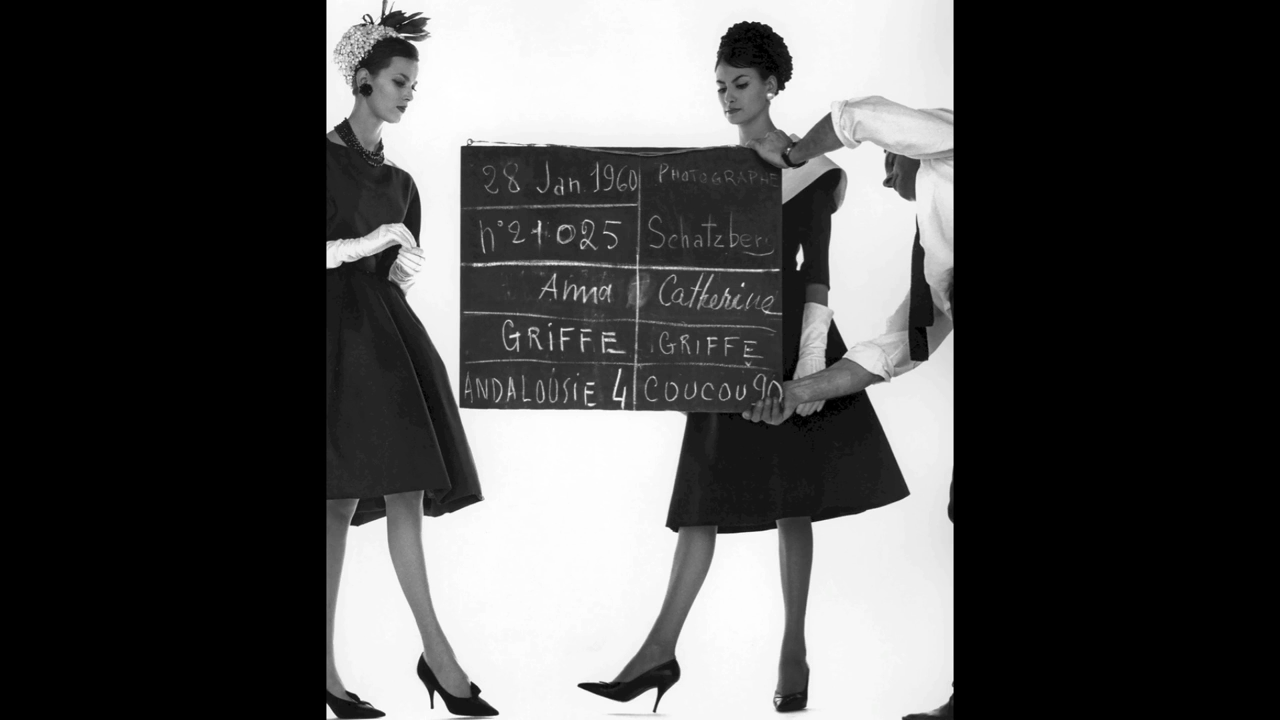 28 Jan 1960 PHOTOGRAPHE
n° 21025 Schatzberg
Anna Catherine
GRIFFE GRIFFE
ANDALOUSIE 4 COUCOU 90